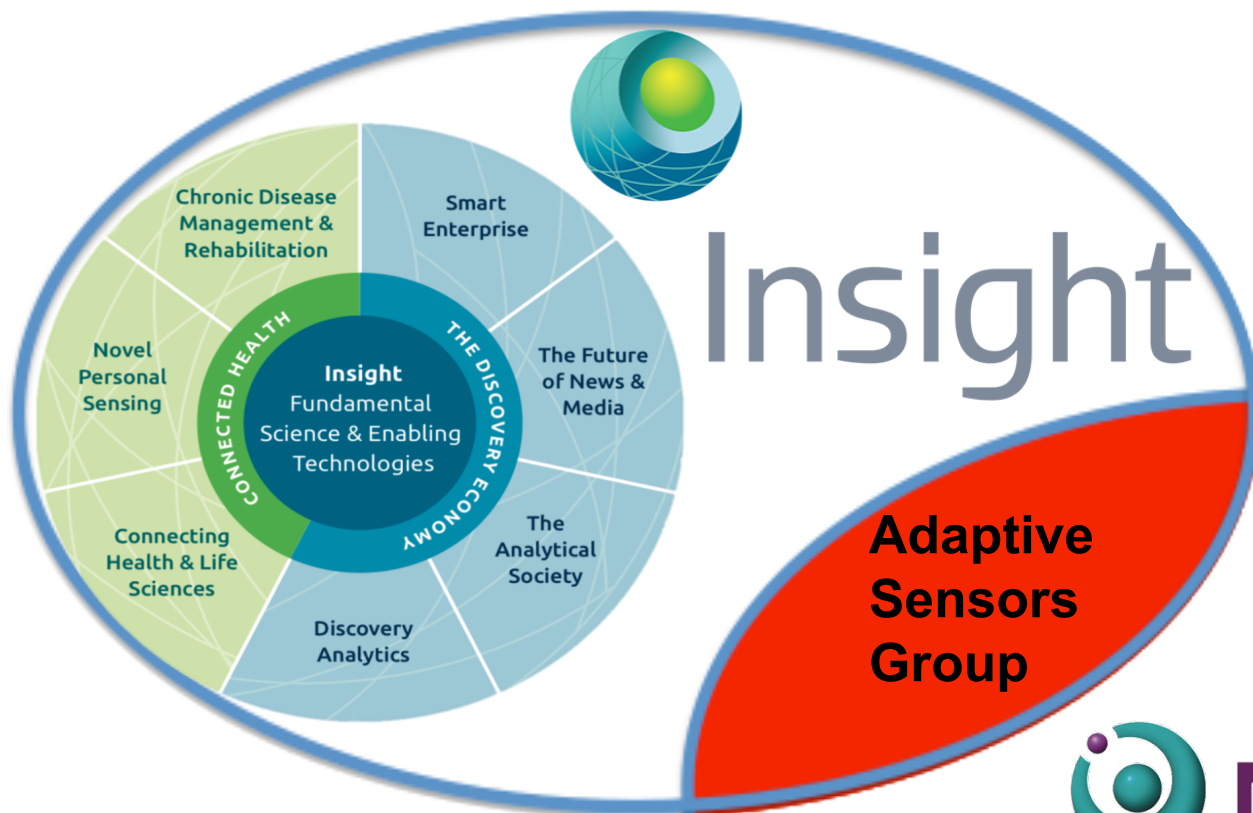 Chronic Disease
Management &
Rehabilitation
Smart
Enterprise
Novel
Personal
Sensing
CONNECTED HEALTH
Insight
Fundamental
Science & Enabling
Technologies
THE DISCOVERY ECONOMY
The Future
of News &
Media
Connecting
Health & Life
Sciences
The
Analytical
Society
Discovery
Analytics
Insight
Adaptive
Sensors
Group